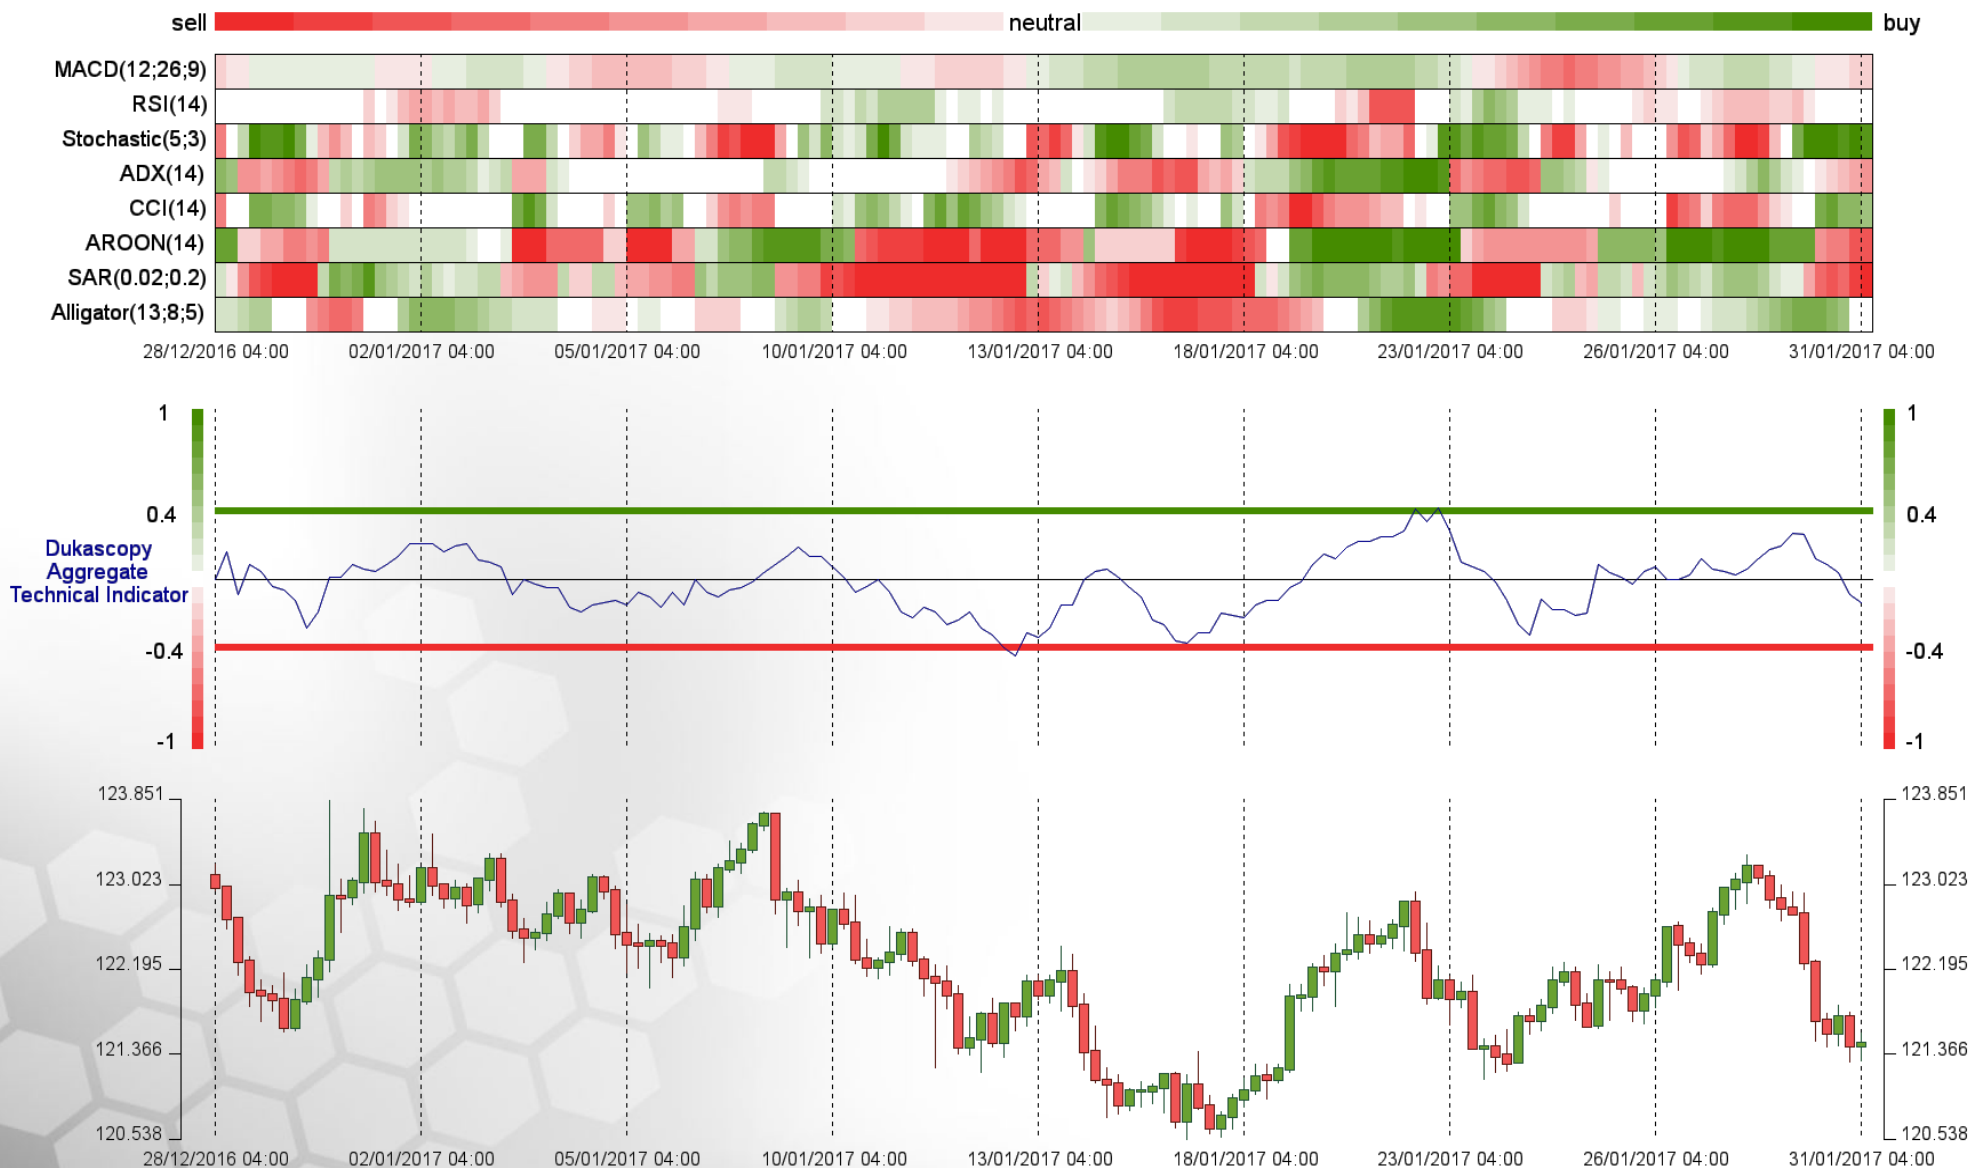 sell neutral buy
MACD(12;26;9)
RSI(14)
Stochastic(5;3)
ADX(14)
CCI(14)
AROON(14)
SAR(0.02;0.2)
Alligator(13;8;5)
28/12/2016 04:00 02/01/2017 04:00 05/01/2017 04:00 10/01/2017 04:00 13/01/2017 04:00 18/01/2017 04:00 23/01/2017 04:00 26/01/2017 04:00 31/01/2017 04:00
1 1
0.4 0.4
Dukascopy
Aggregate
Technical Indicator
-0.4 -0.4
-1 -1
123.851 123.851
123.023 123.023
122.195 122.195
121.366 121.366
120.538 120.538
28/12/2016 04:00 02/01/2017 04:00 05/01/2017 04:00 10/01/2017 04:00 13/01/2017 04:00 18/01/2017 04:00 23/01/2017 04:00 26/01/2017 04:00 31/01/2017 04:00